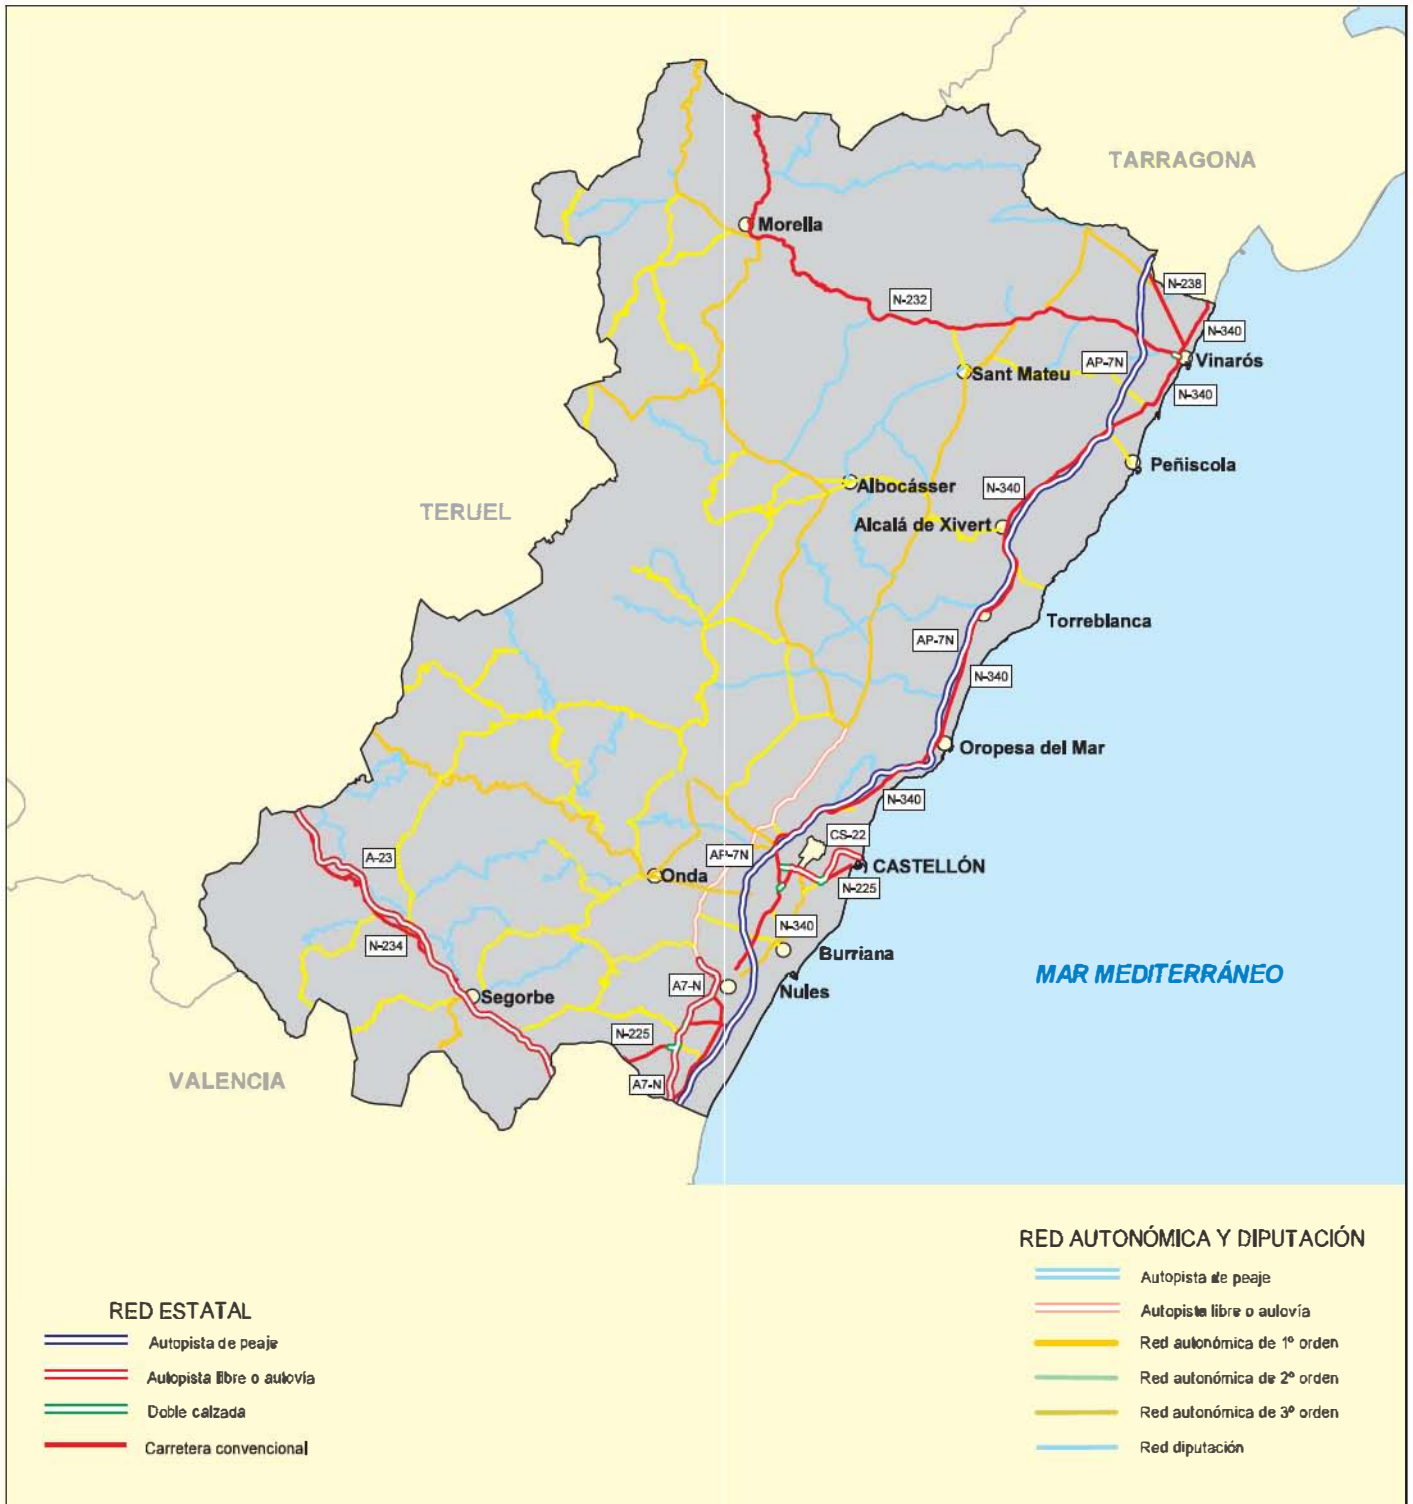 TARRAGONA
Morella
N-238
N-232
N-340
AP-7N
Vinarós
Sant Mateu
N-340
Peñiscola
Albocásser
N-340
TERUEL
Alcalá de Xivert
Torreblanca
AP-7N
N-340
Oropesa del Mar
N-340
CS-22
AP-7N
A-23
CASTELLÓN
Onda
N-225
N-340
N-234
Burriana
MAR MEDITERRÁNEO
A7-N
Nules
Segorbe
N-225
VALENCIA
A7-N
RED ESTATAL
Autopista de peaje
Autopista libre o autovía
Doble calzada
Carretera convencional
RED AUTONÓMICA Y DIPUTACIÓN
Autopista de peaje
Autopista libre o autovía
Red autonómica de 1º orden
Red autonómica de 2º orden
Red autonómica de 3º orden
Red diputación